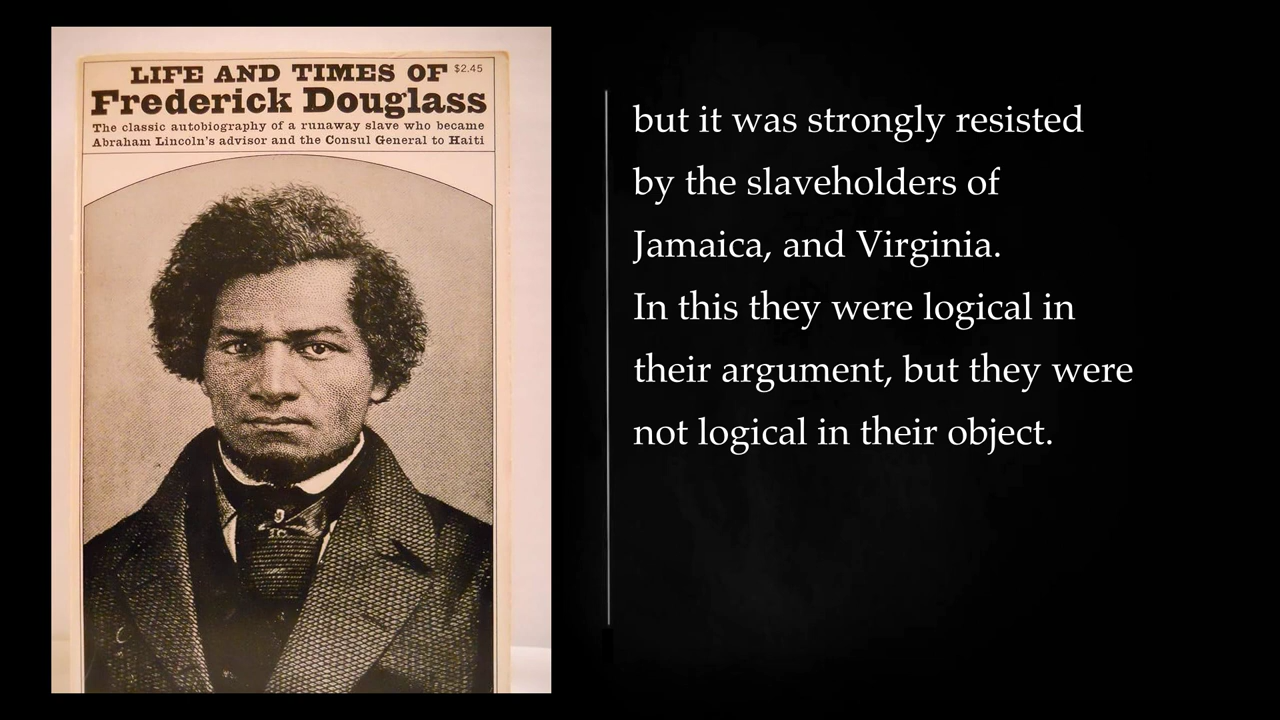 LIFE AND TIMES OF $2.45
Frederick Douglass
The classic autobiography of a runaway slave who became
Abraham Lincoln's advisor and the Consul General to Haiti
but it was strongly resisted
by the slaveholders of
Jamaica, and Virginia.
In this they were logical in
their argument, but they were
not logical in their object.